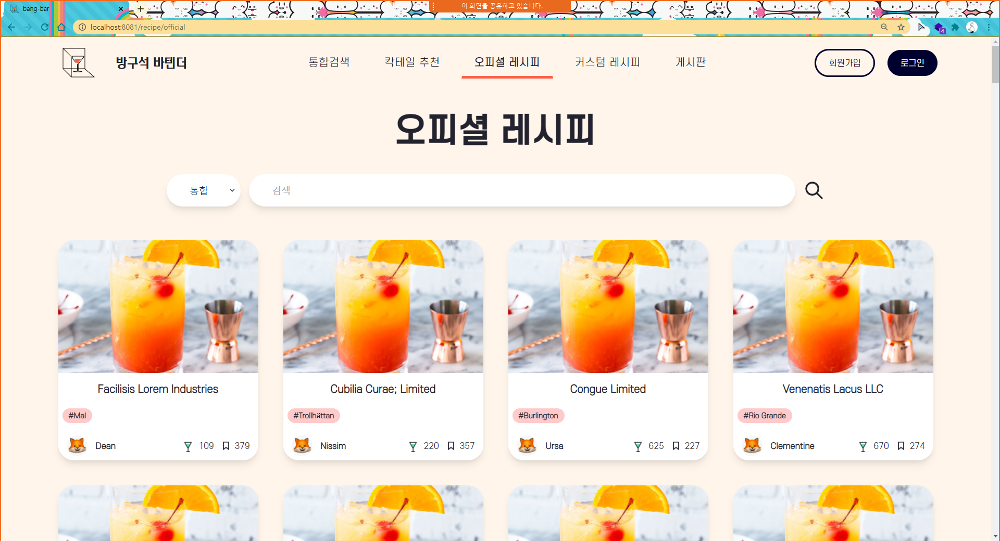 bang-bar
이 화면을 공유하고 있습니다.
localhost:8081/recipe/official
4
방구석 바텐더
통합검색
칵테일 추천
오피셜 레시피
커스텀 레시피
게시판
회원가입
로그인
오피셜 레시피
통합
검색
Facilisis Lorem Industries
#Mal
Dean
109
379
Cubilia Curae; Limited
#Trollhättan
Nissim
220
357
Congue Limited
#Burlington
Ursa
625
227
Venenatis Lacus LLC
#Rio Grande
Clementine
670
274